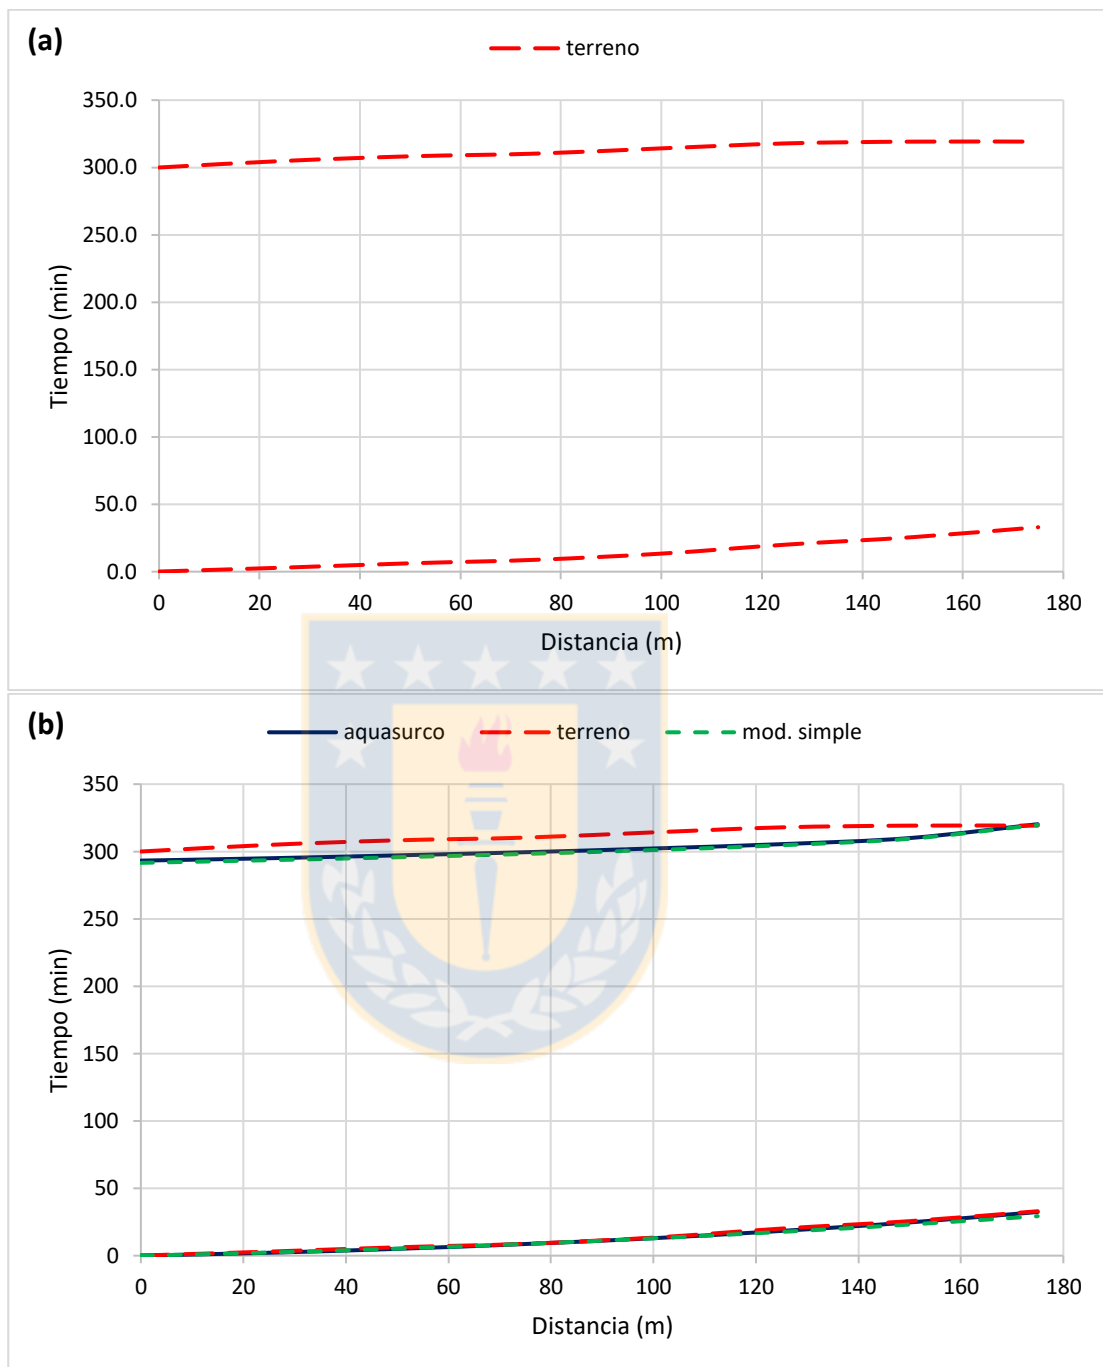 (a)
terreno
350.0
300.0
250.0
200.0
150.0
100.0
50.0
0.0
Tiempo (min)
0 20 40 60 80 100 120 140 160 180
Distancia (m)
(b)
aquasurco terreno mod. simple
350
300
250
200
150
100
50
0
Tiempo (min)
0 20 40 60 80 100 120 140 160 180
Distancia (m)